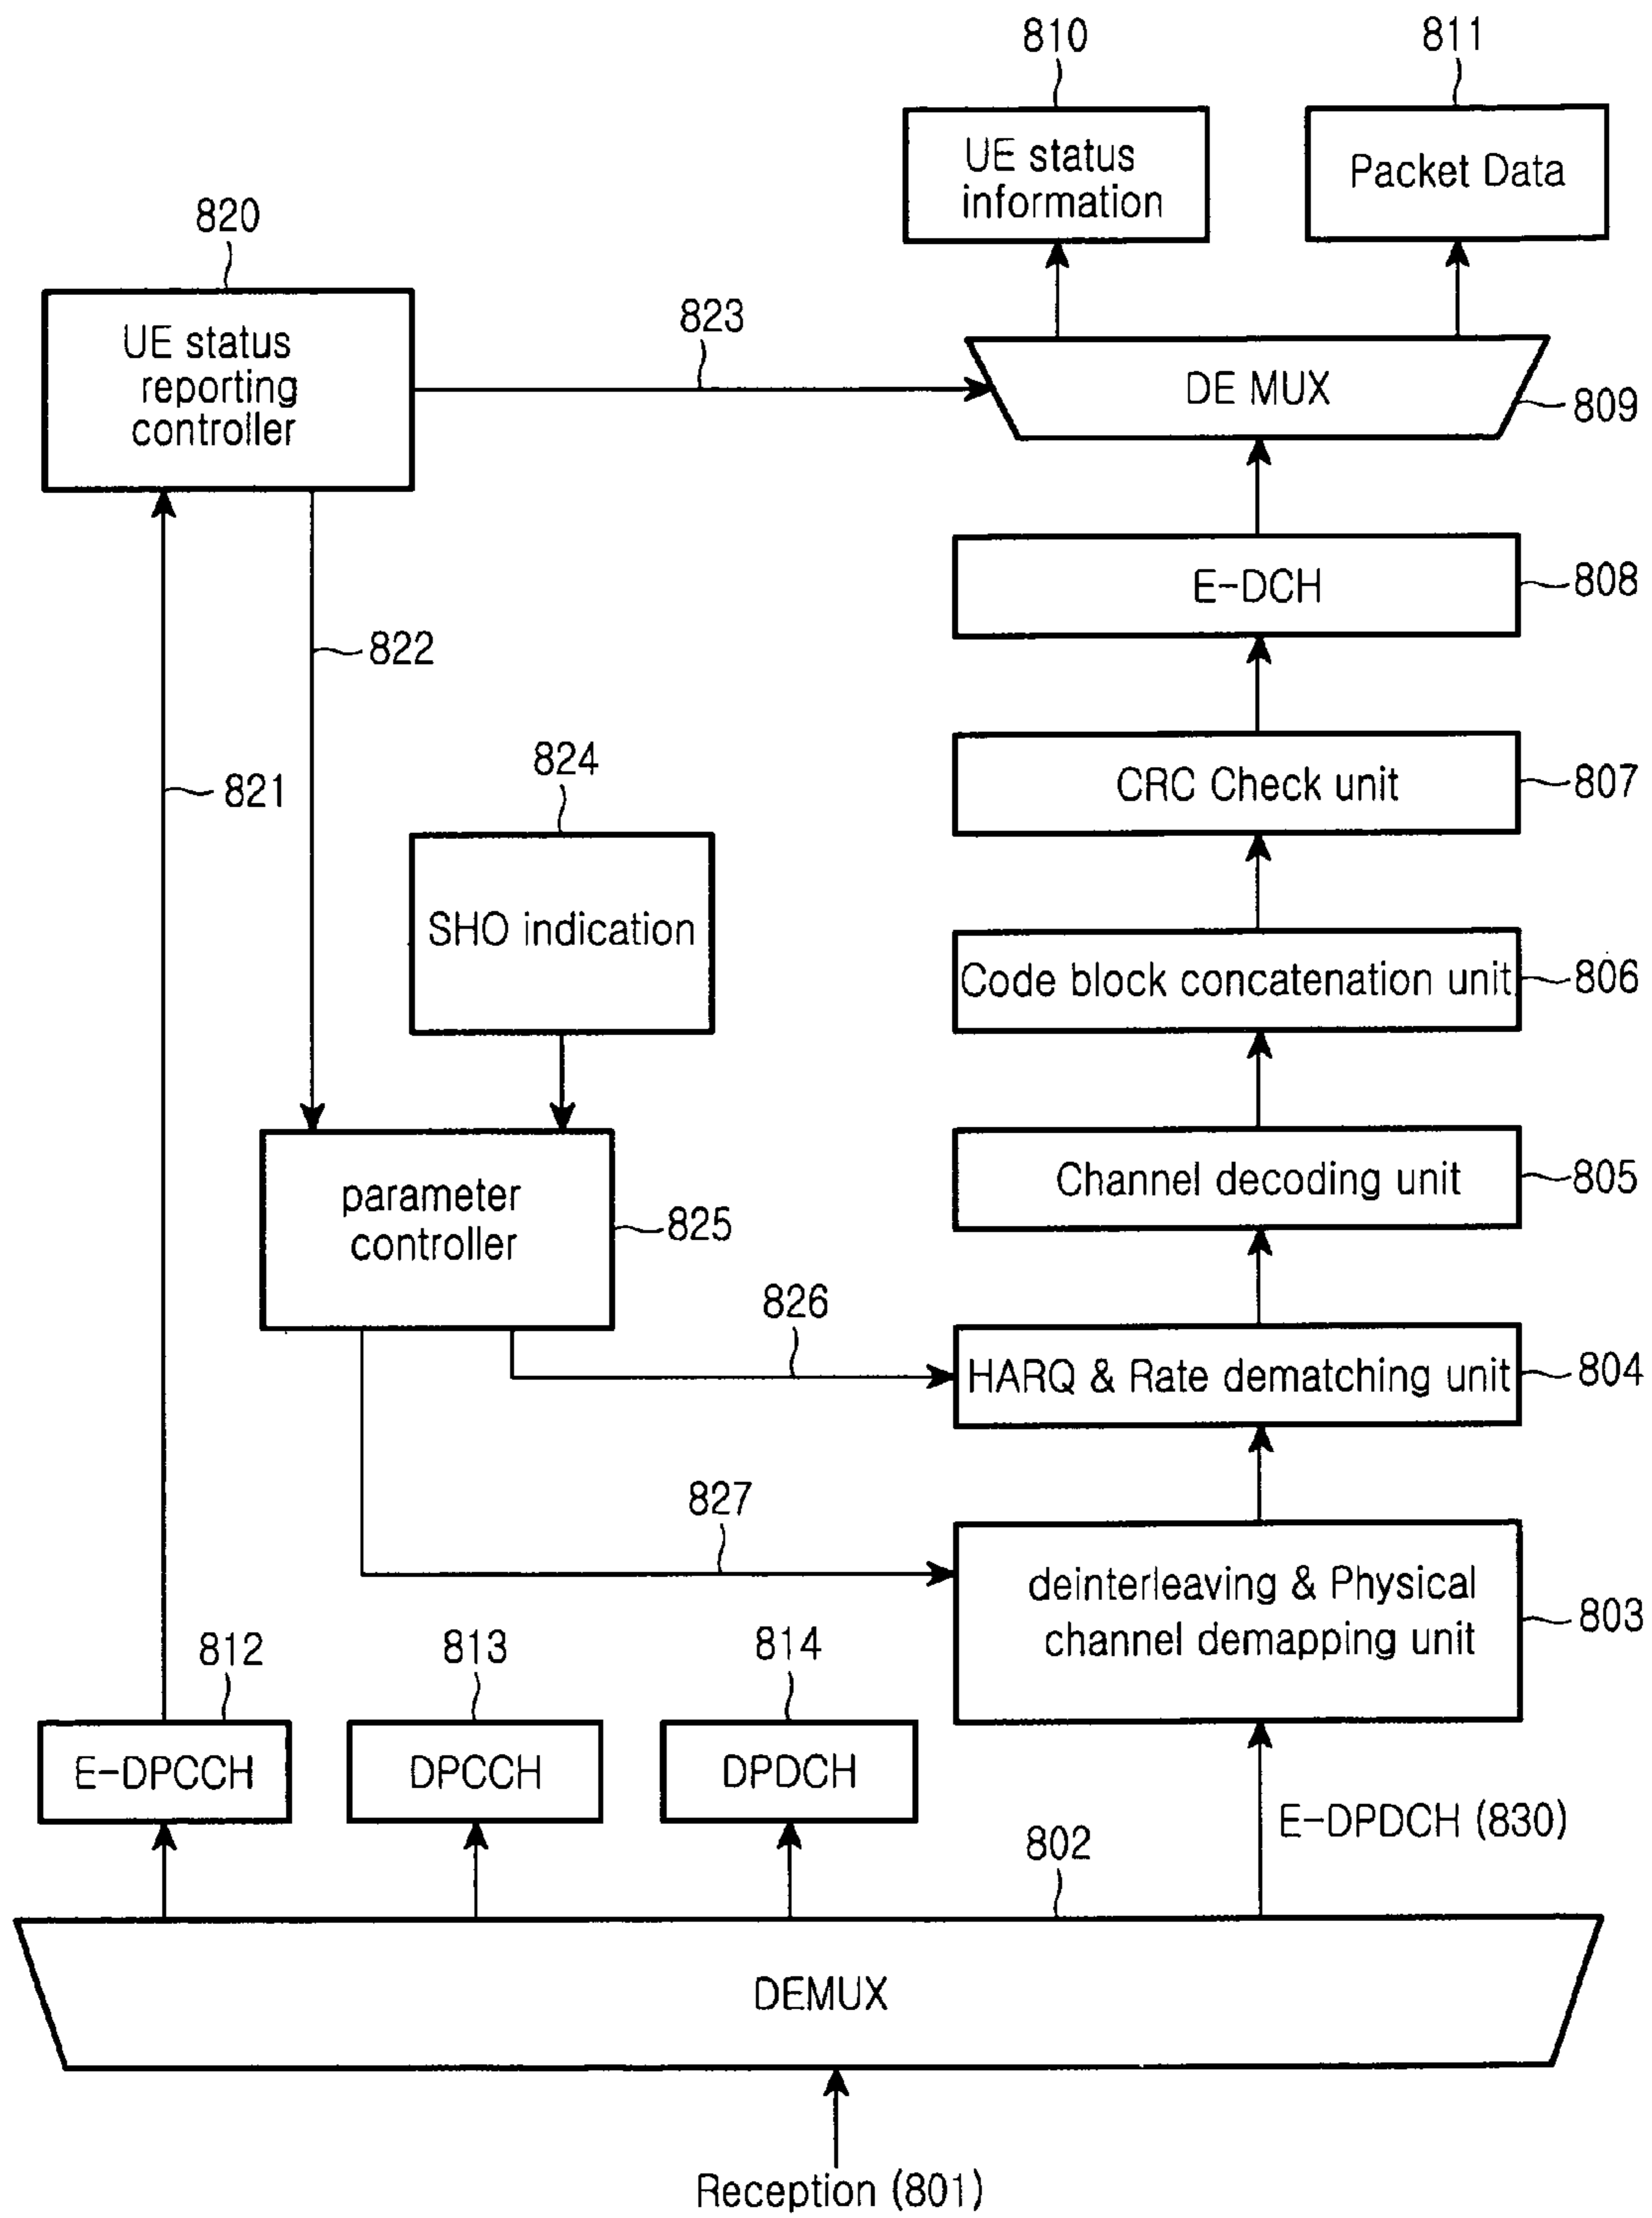 810
811
UE status
information
Packet Data
820
UE status
reporting
controller
823
DE MUX
809
E-DCH
808
822
824
CRC Check unit
807
821
SHO indication
Code block concatenation unit
806
parameter
controller
825
Channel decoding unit
805
826
HARQ & Rate dematching unit
804
827
deinterleaving & Physical
channel demapping unit
803
812
813
814
E-DPCCH
DPCCH
DPDCH
802
E-DPDCH (830)
DEMUX
Reception (801)